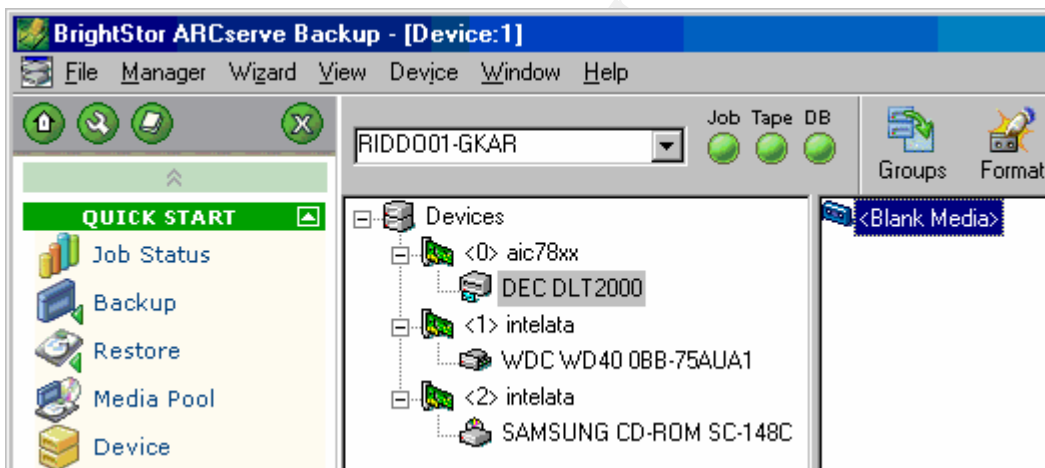 BrightStor ARCserve Backup - [Device:1]
File Manager Wizard View Device Window Help
RIDDO01-GKAR
Job Tape DB
Groups Format
QUICK START
Job Status
Backup
Restore
Media Pool
Device
Devices
<0> aic78xx
DEC DLT2000
<1> intelata
WDC WD40 0BB-75AUA1
<2> intelata
SAMSUNG CD-ROM SC-148C
<Blank Media>